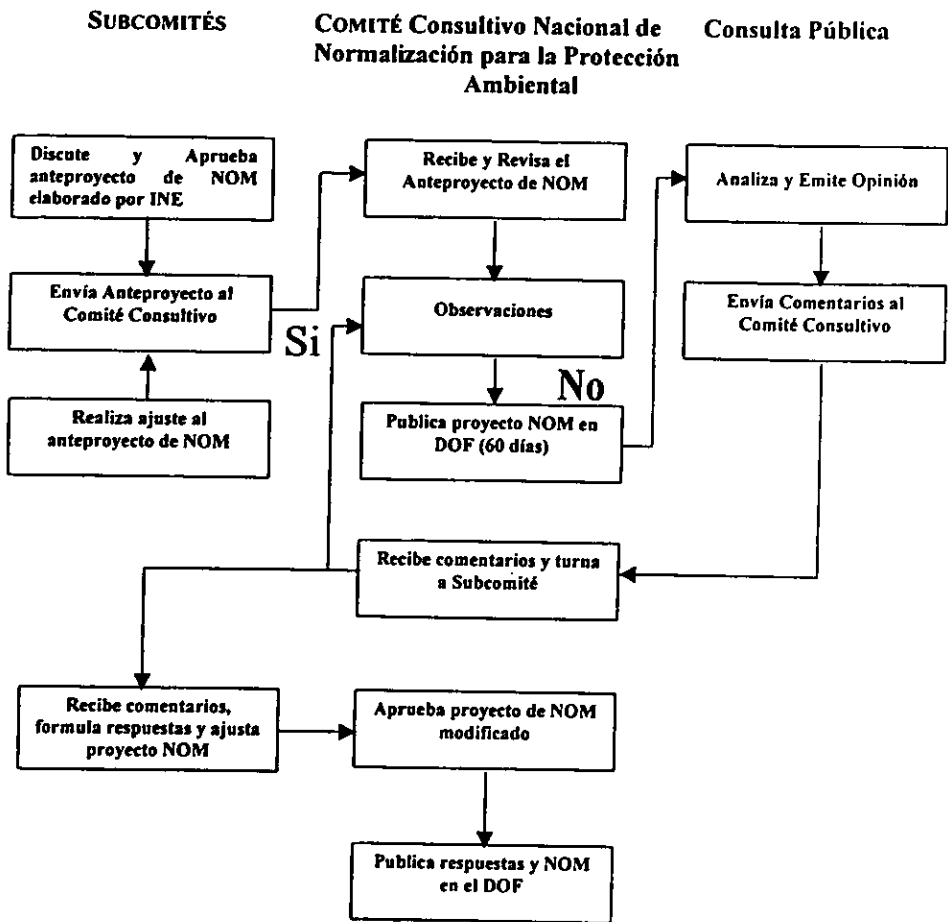 SUBCOMITÉS
COMITÉ Consultivo Nacional de
Normalización para la Protección
Ambiental
Consulta Pública
Discute y Aprueba
anteproyecto de NOM
elaborado por INE
Recibe y Revisa el
Anteproyecto de NOM
Analiza y Emite Opinión
Envía Anteproyecto al
Comité Consultivo
Si
Observaciones
Envía Comentarios al
Comité Consultivo
No
Realiza ajuste al
anteproyecto de NOM
Publica proyecto NOM en
DOF (60 días)
Recibe comentarios y turna
a Subcomité
Recibe comentarios,
formula respuestas y ajusta
proyecto NOM
Aprueba proyecto de NOM
modificado
Publica respuestas y NOM
en el DOF